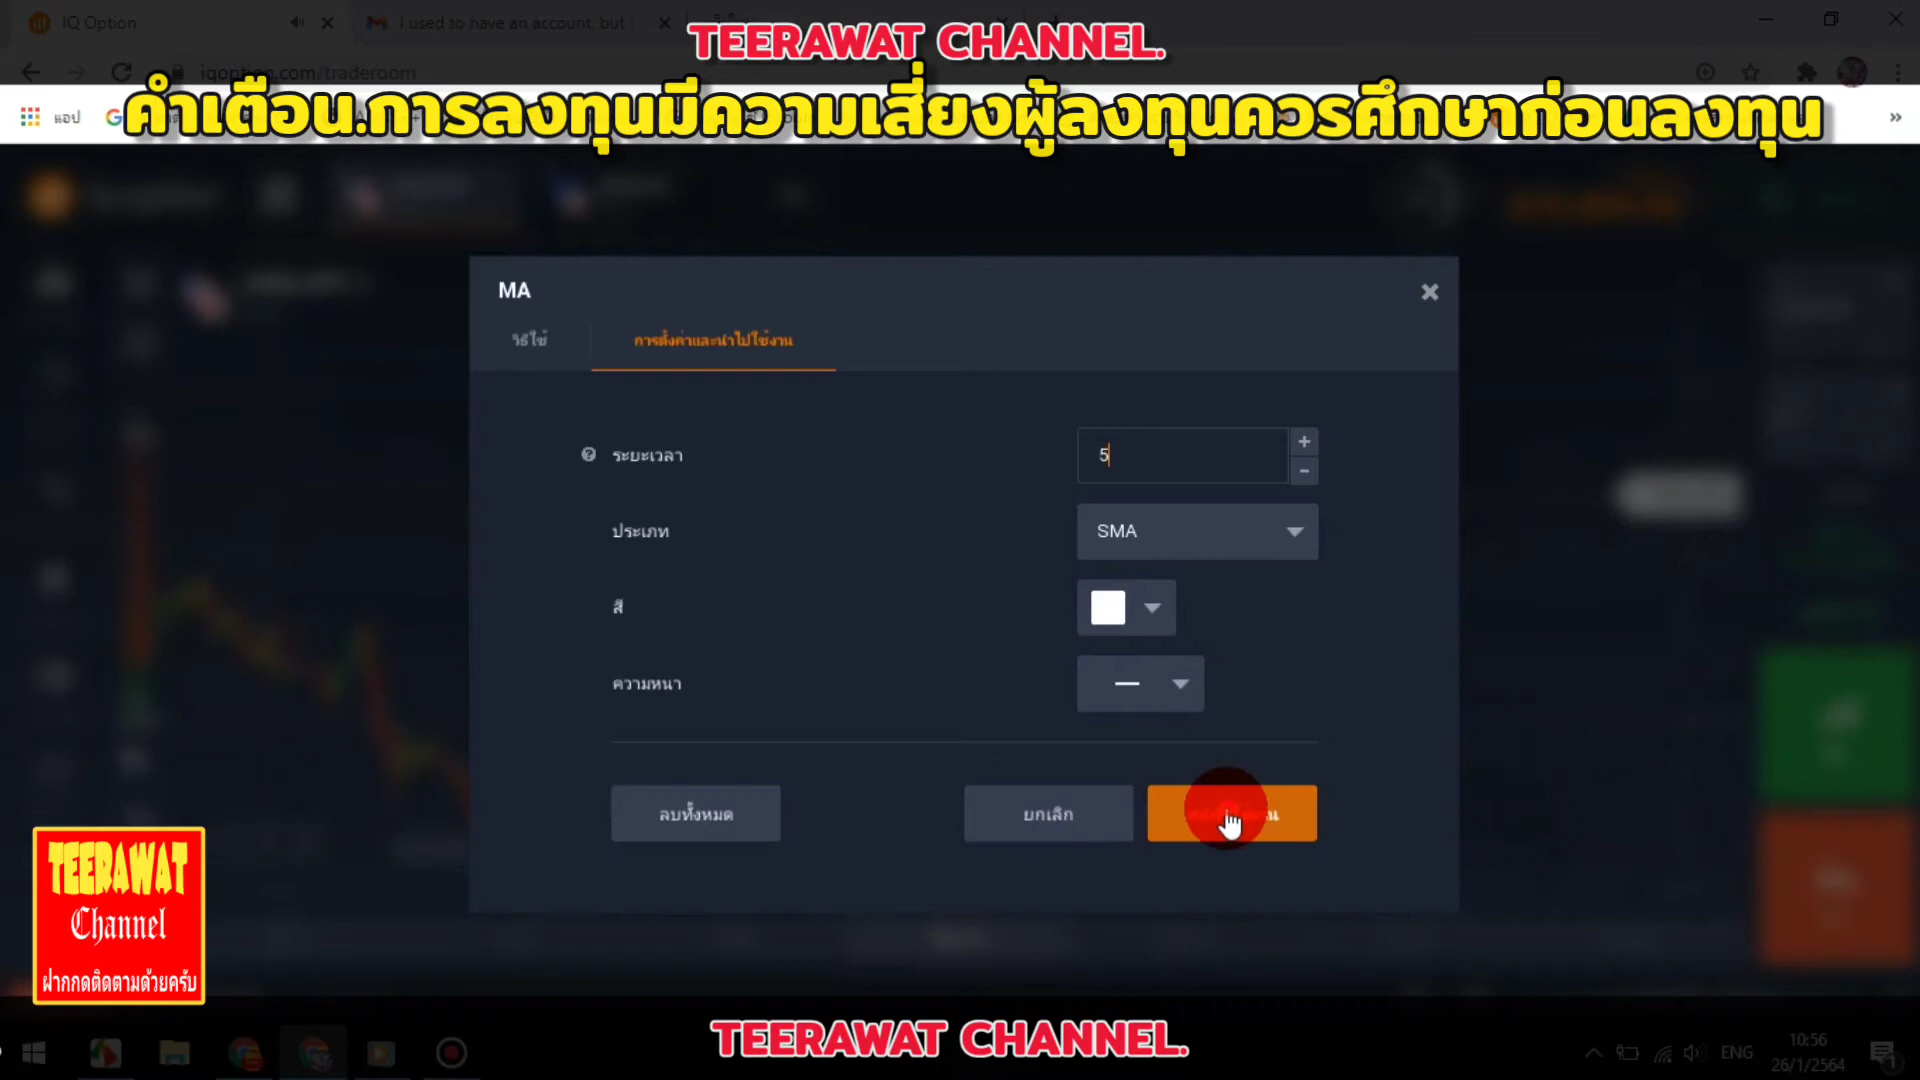 IQ Option
I used to have an account, but I
TEERAWAT CHANNEL.
iqoption.com/traderoom
แอป
คำเตือน.การลงทุนมีความเสี่ยงผู้ลงทุนควรศึกษาก่อนลงทุน
MA
วิธีใช้
การตั้งค่าและนำไปใช้งาน
ระยะเวลา
5
ประเภท
SMA
สี
ความหนา
ลบทั้งหมด
ยกเลิก
TEERAWAT
Channel
ฝากกดติดตามด้วยครับ
TEERAWAT CHANNEL.
ENG
10:56
26/1/2564
1